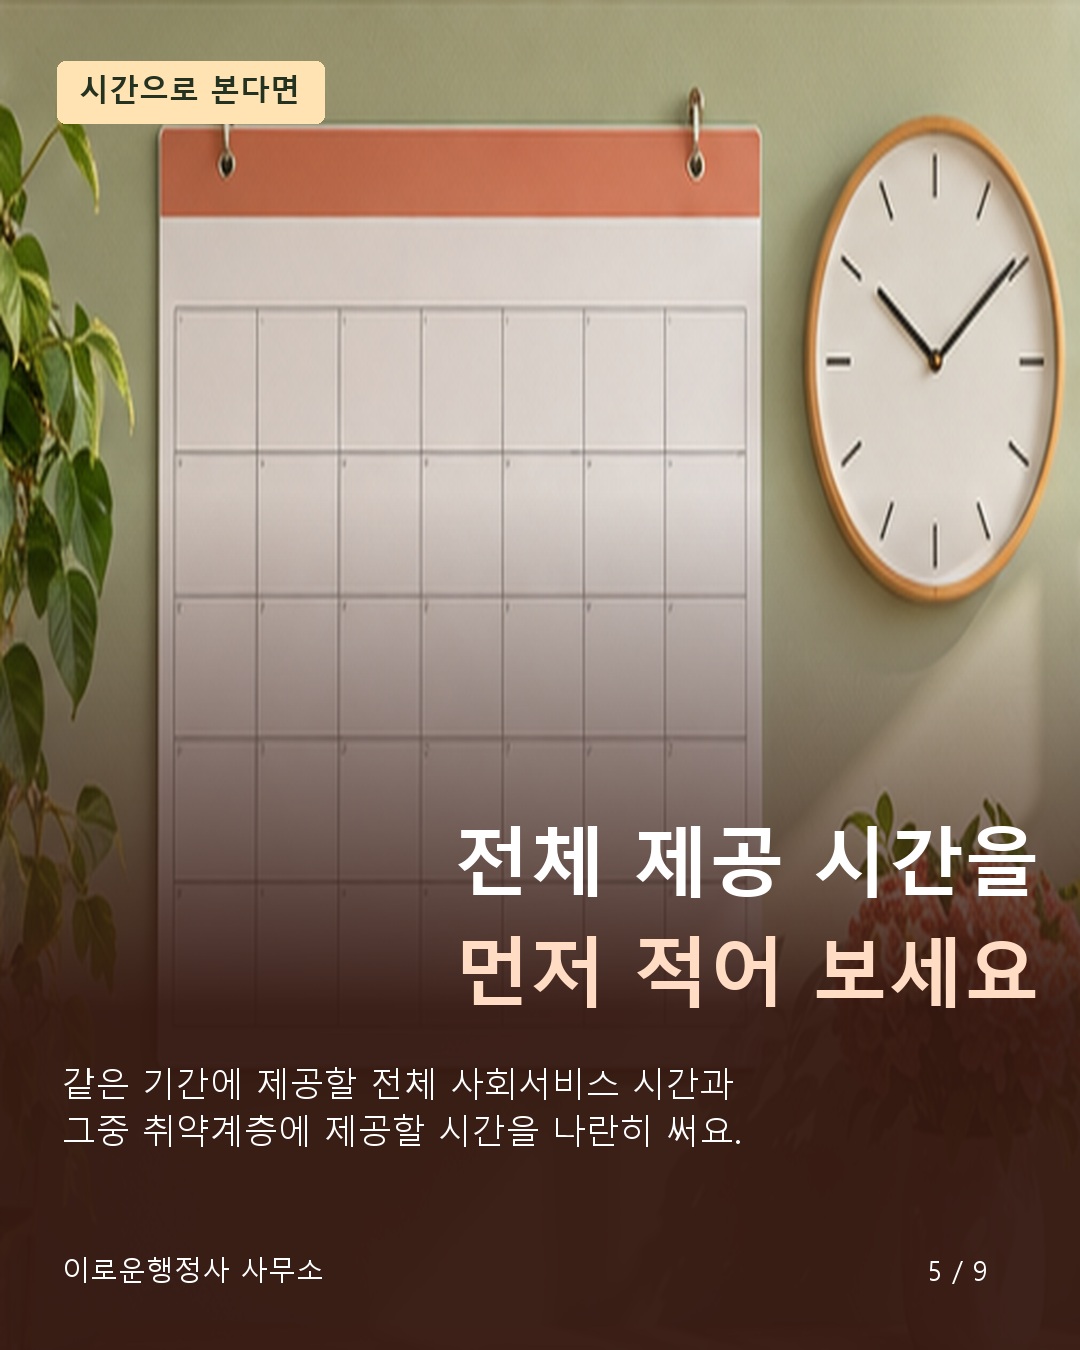 시간으로 본다면
전체 제공 시간을
먼저 적어 보세요
같은 기간에 제공할 전체 사회서비스 시간과
그중 취약계층에 제공할 시간을 나란히 써요.
이로운행정사 사무소
5 / 9